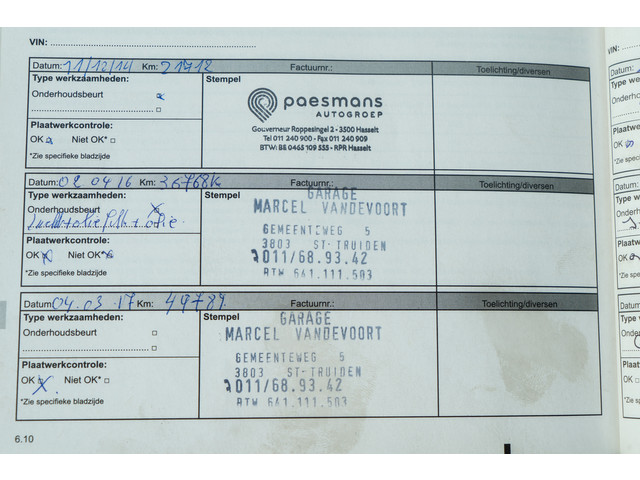 VIN:
Datum: 11/12/14 Km: 21712 Factuurnr.: Toelichting/diversen
Type werkzaamheden: Stempel
Onderhoudsbeurt
paesmans
AUTOGROEP
Gouverneur Roppesingel 2 - 3500 Hasselt
Tel 011 240 900 - Fax 011 240 909
BTW: BE 0465 109 555 - RPR Hasselt
Plaatwerkcontrole:
OK Niet OK*
*Zie specifieke bladzijde
Datum: 02 04 16 Km: 36768k Factuurnr.: Toelichting/diversen
Type werkzaamheden: Stempel
Onderhoudsbeurt
GARAGE
MARCEL VANDEVOORT
GEMEENTEWEG 5
3803 ST-TRUIDEN
011/68.93.42
BTW 641.111.503
Plaatwerkcontrole:
OK Niet OK*
*Zie specifieke bladzijde
Datum: 04.03.17 Km: 49784 Factuurnr.: Toelichting/diversen
Type werkzaamheden: Stempel
Onderhoudsbeurt
GARAGE
MARCEL VANDEVOORT
GEMEENTEWEG 5
3803 ST-TRUIDEN
011/68.93.42
BTW 641.111.503
Plaatwerkcontrole:
OK Niet OK*
*Zie specifieke bladzijde
6.10